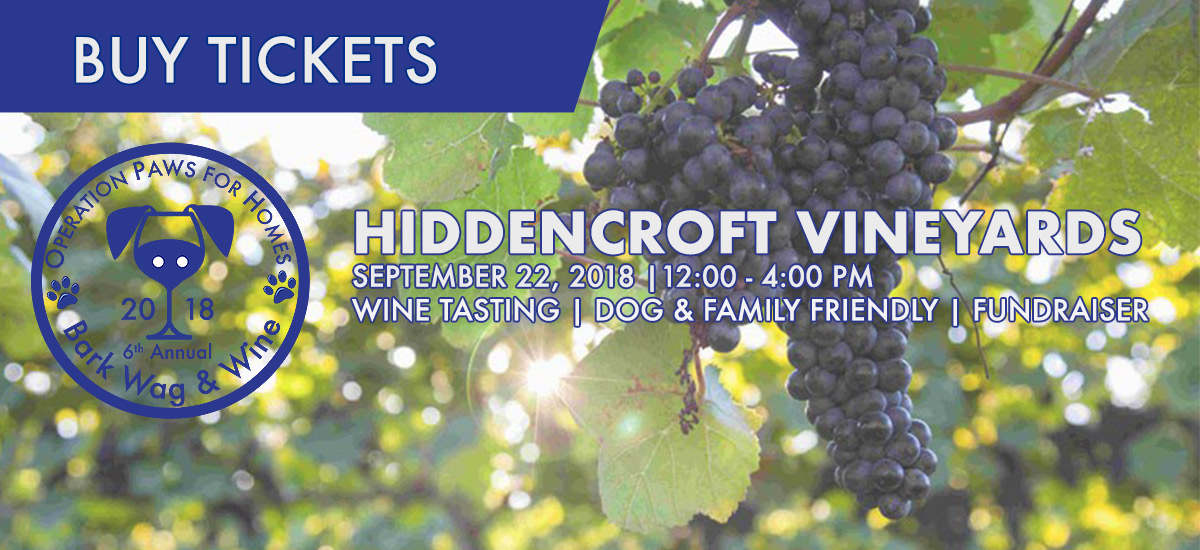 BUY TICKETS
OPERATION PAWS FOR HOMES
20 18
6th Annual
Bark Wag & Wine
HIDDENCROFT VINEYARDS
SEPTEMBER 22, 2018 | 12:00 - 4:00 PM
WINE TASTING | DOG & FAMILY FRIENDLY | FUNDRAISER